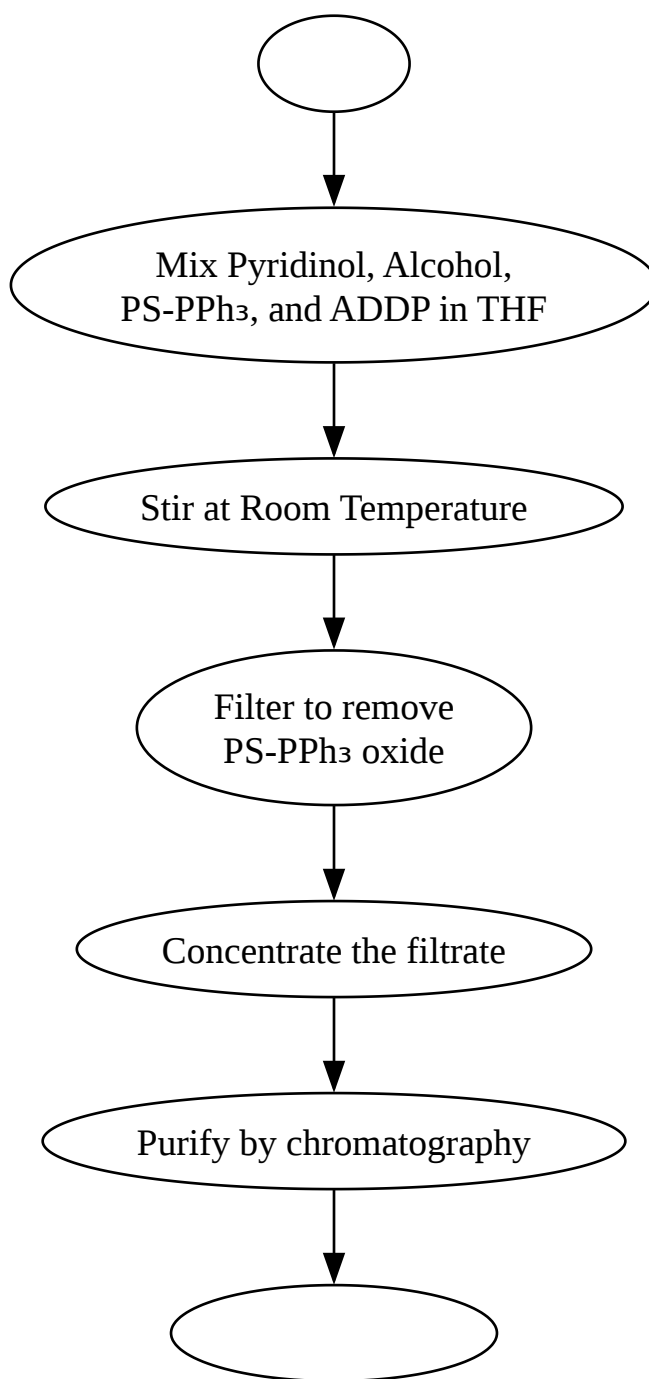 Mix Pyridinol, Alcohol,
PS-PPh₃, and ADDP in THF
Stir at Room Temperature
Filter to remove
PS-PPh₃ oxide
Concentrate the filtrate
Purify by chromatography